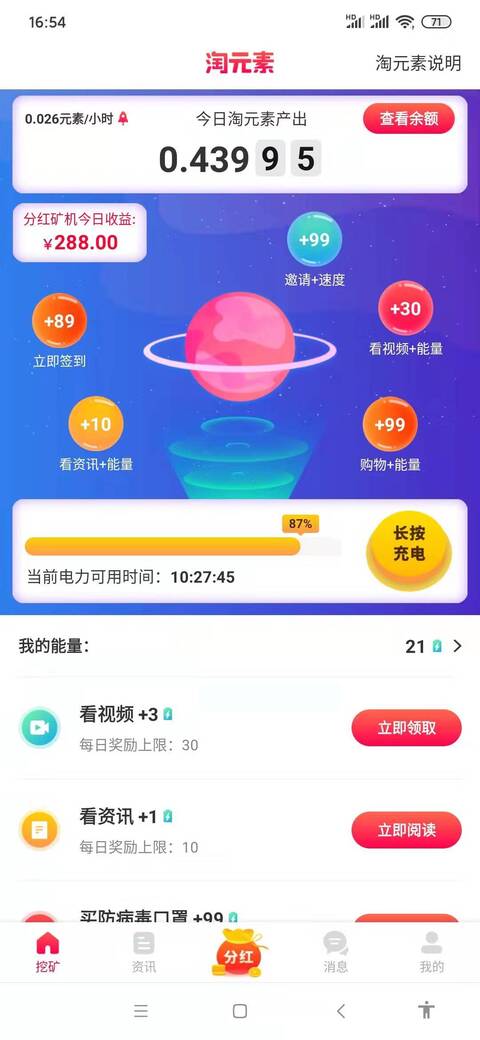 16:54
HD
HD
71
淘元素
淘元素说明
0.026元素/小时
今日淘元素产出
查看余额
0.43995
分红矿机今日收益:
¥288.00
+99
邀请+速度
+89
立即签到
+30
看视频+能量
+10
看资讯+能量
+99
购物+能量
87%
长按
充电
当前电力可用时间：10:27:45
我的能量：
21
看视频 +3
每日奖励上限：30
立即领取
看资讯 +1
每日奖励上限：10
立即阅读
买防病毒口罩 +99
挖矿
资讯
分红
消息
我的